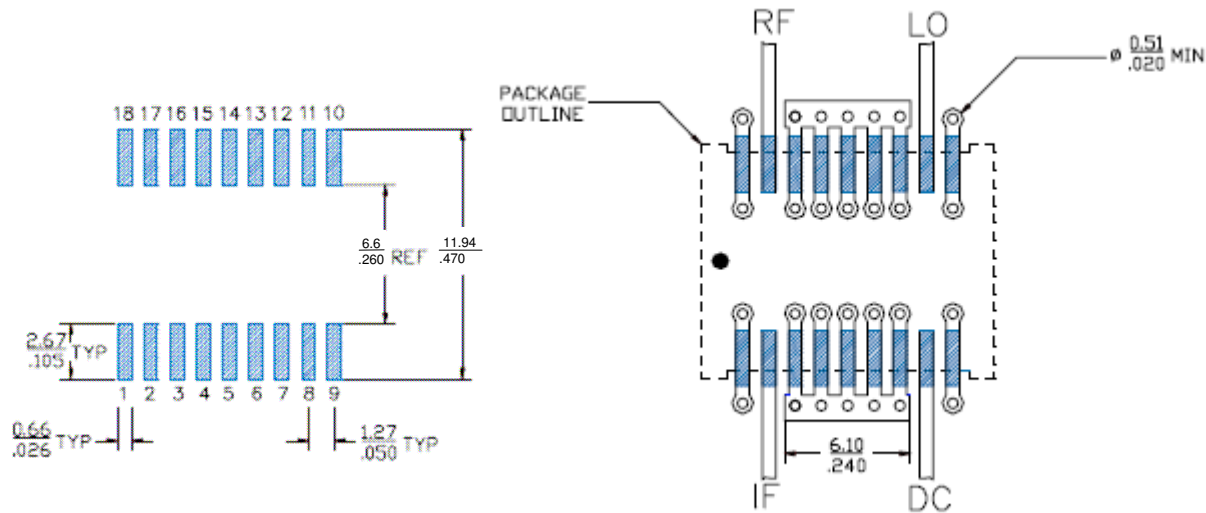 18 17 16 15 14 13 12 11 10
6.6
.260 REF
11.94
.470
2.67
.105 TYP
1 2 3 4 5 6 7 8 9
0.66
.026 TYP
1.27
.050 TYP
RF
LO
PACKAGE
OUTLINE
ø 0.51
.020 MIN
6.10
.240
IF
DC